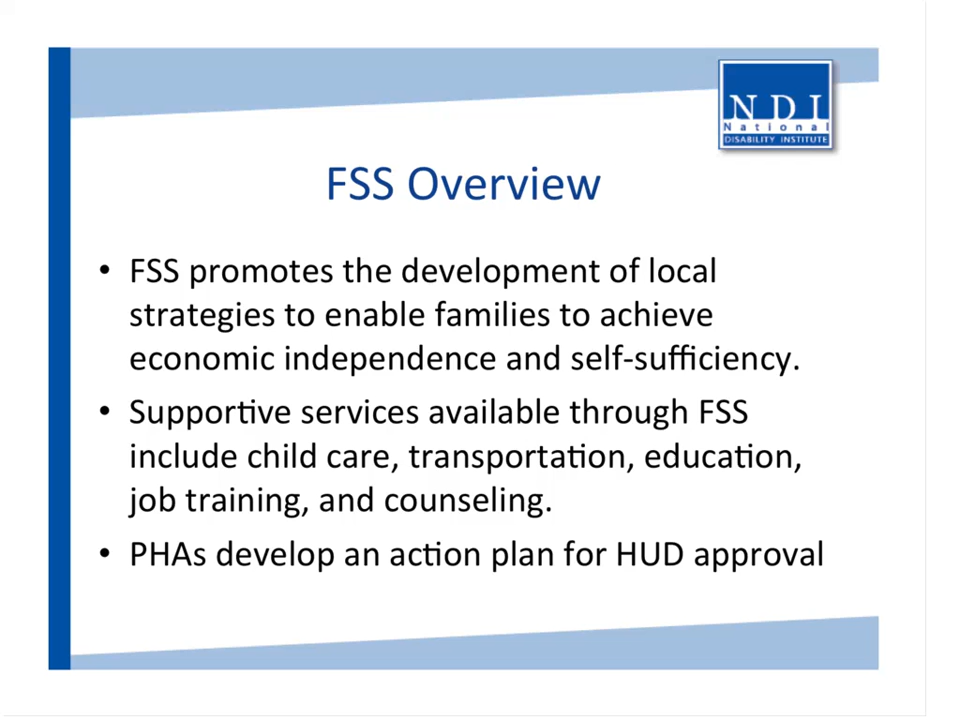 NDI
National
DISABILITY INSTITUTE
FSS Overview
• FSS promotes the development of local
strategies to enable families to achieve
economic independence and self-sufficiency.
• Supportive services available through FSS
include child care, transportation, education,
job training, and counseling.
• PHAs develop an action plan for HUD approval